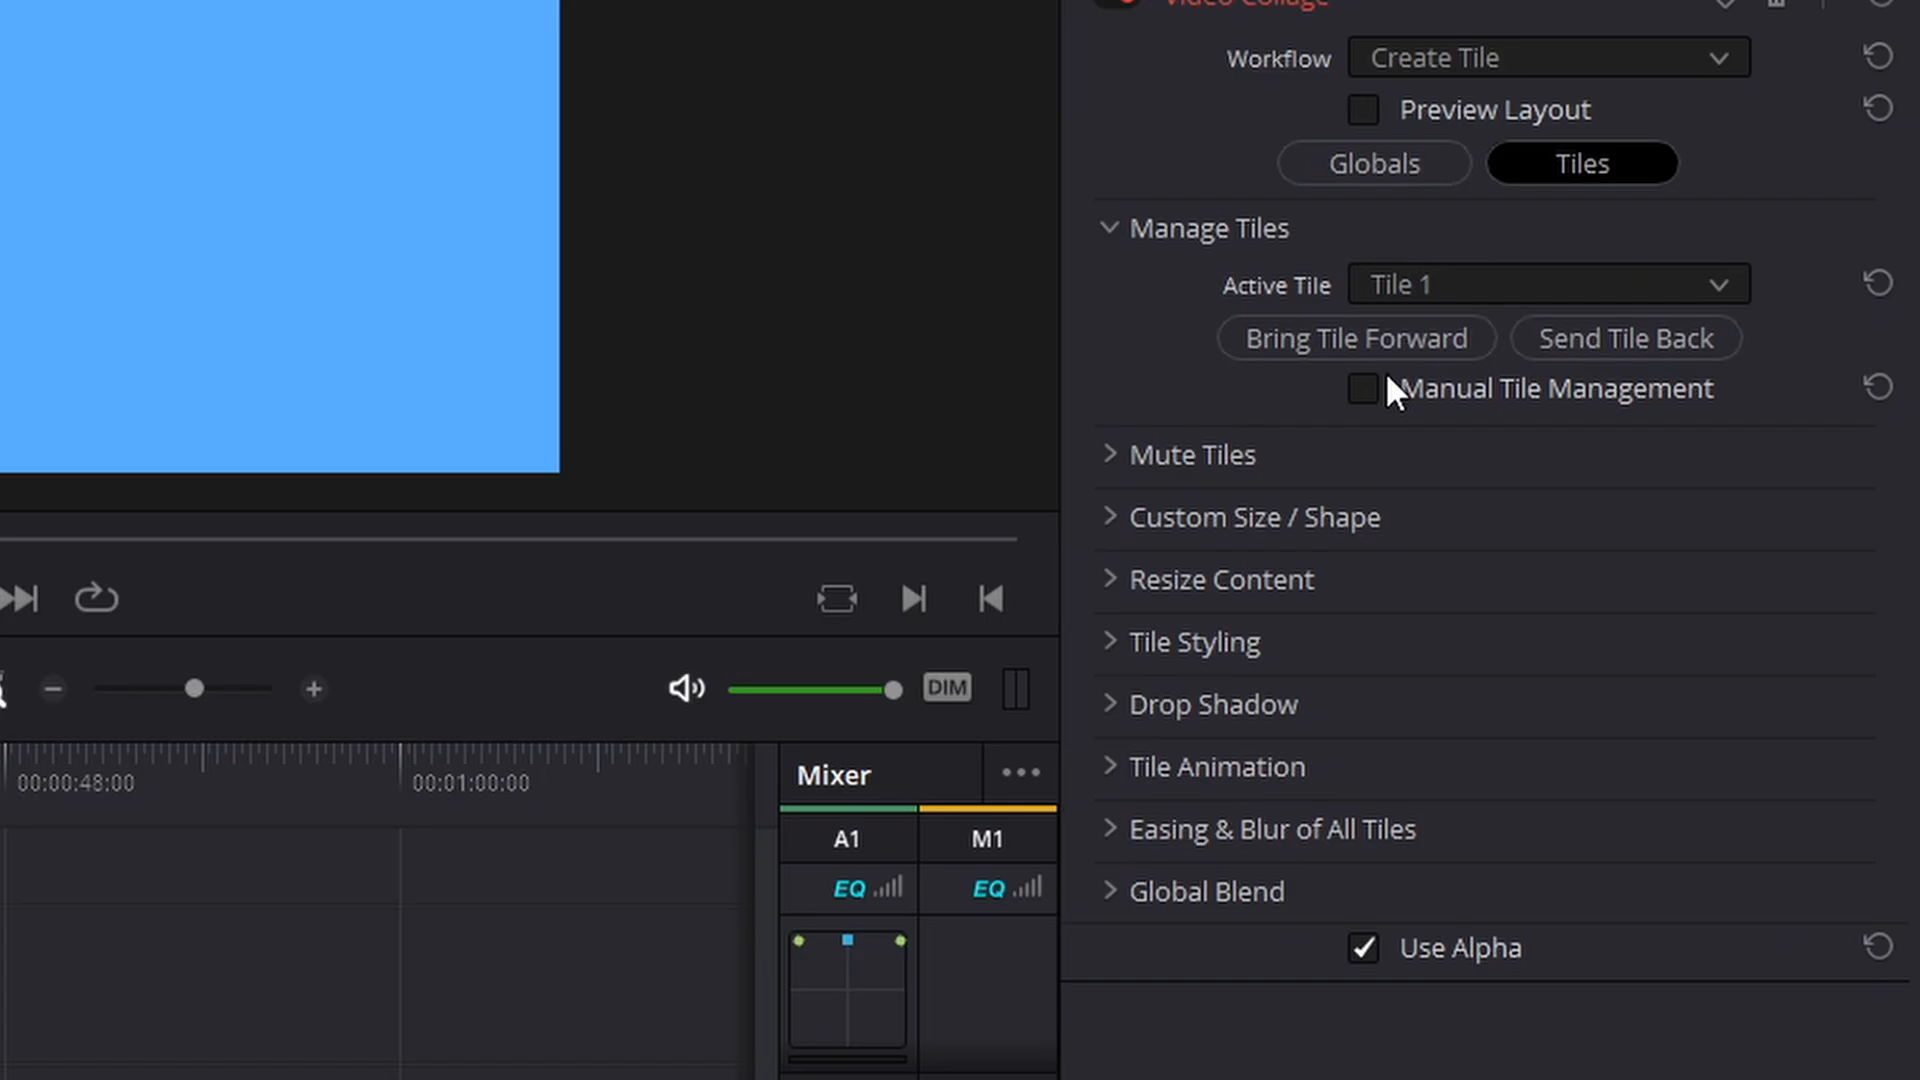 Video Collage
Workflow Create Tile
Preview Layout
Globals Tiles
Manage Tiles
Active Tile Tile 1
Bring Tile Forward Send Tile Back
Manual Tile Management
Mute Tiles
Custom Size / Shape
Resize Content
Tile Styling
Drop Shadow
Tile Animation
Easing & Blur of All Tiles
Global Blend
Use Alpha
DIM
00:00:48:00 00:01:00:00
Mixer
A1 M1
EQ EQ